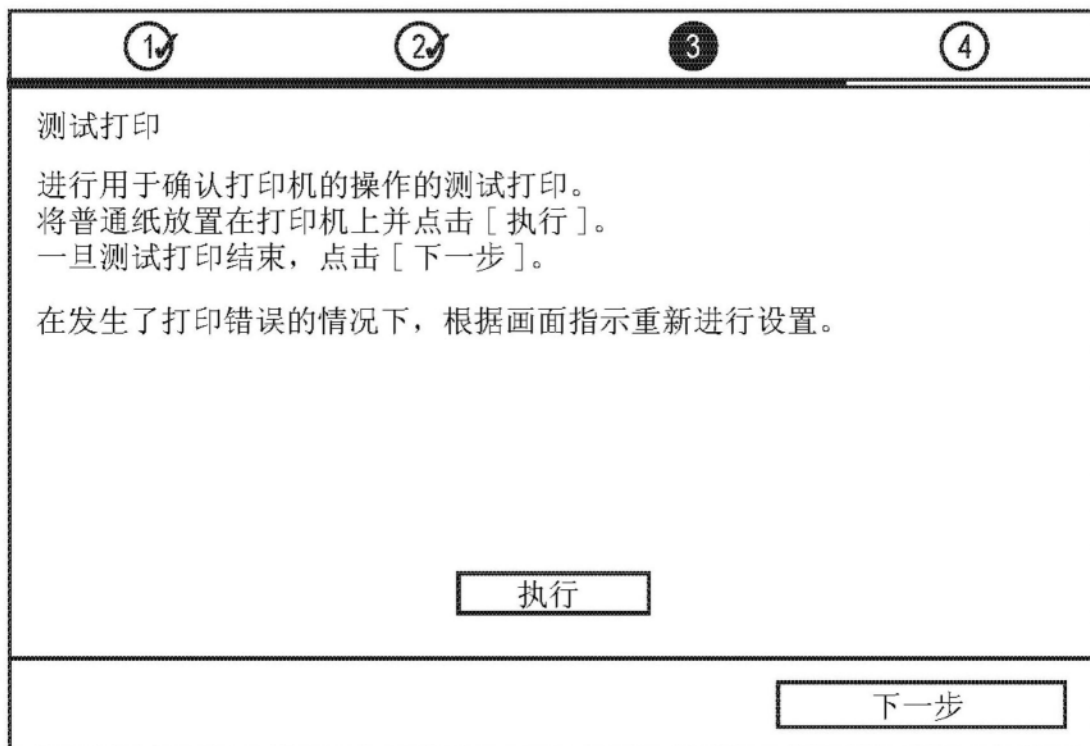 1 2 3 4
测试打印
进行用于确认打印机的操作的测试打印。
将普通纸放置在打印机上并点击［执行］。
一旦测试打印结束，点击［下一步］。
在发生了打印错误的情况下，根据画面指示重新进行设置。
执行
下一步